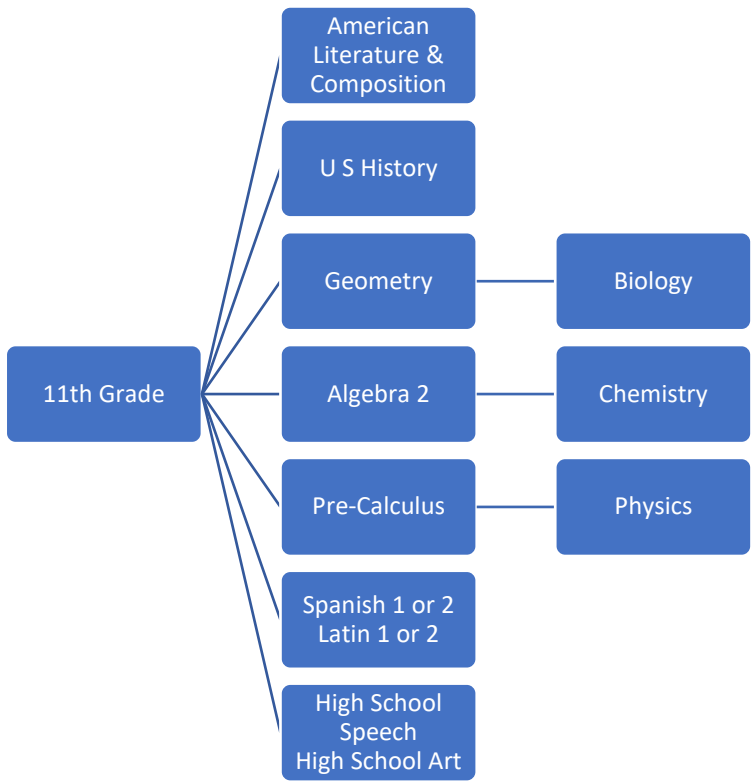 American
Literature &
Composition
U S History
Geometry
Biology
11th Grade
Algebra 2
Chemistry
Pre-Calculus
Physics
Spanish 1 or 2
Latin 1 or 2
High School
Speech
High School Art